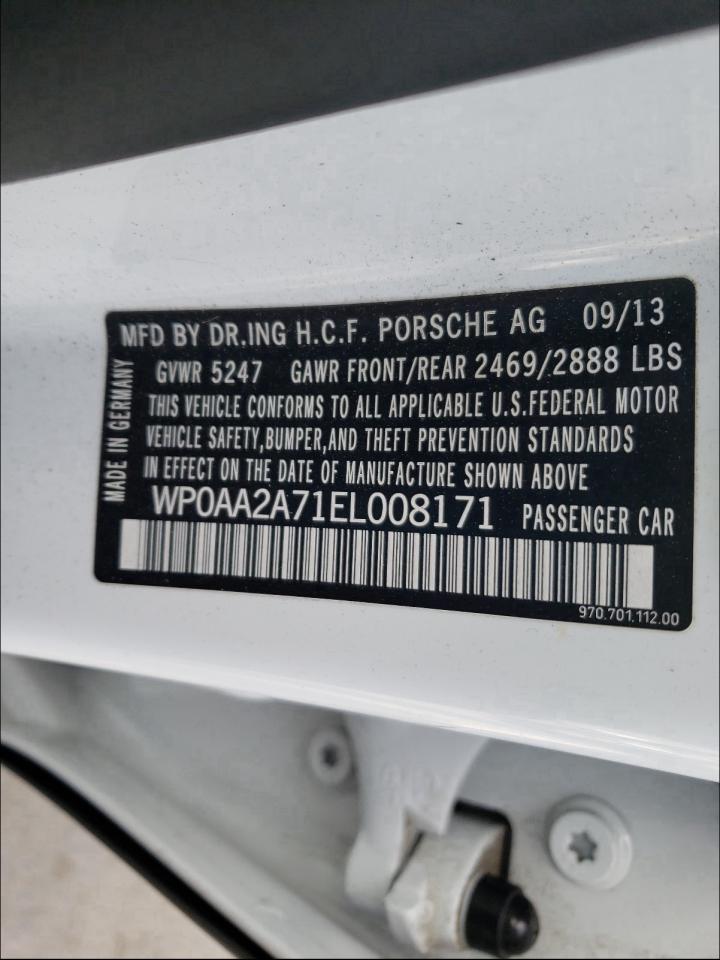 MFD BY DR.ING H.C.F. PORSCHE AG 09/13
GVWR 5247 GAWR FRONT/REAR 2469/2888 LBS
THIS VEHICLE CONFORMS TO ALL APPLICABLE U.S.FEDERAL MOTOR
VEHICLE SAFETY,BUMPER,AND THEFT PREVENTION STANDARDS
IN EFFECT ON THE DATE OF MANUFACTURE SHOWN ABOVE
WP0AA2A71EL008171 PASSENGER CAR
970.701.112.00
MADE IN GERMANY